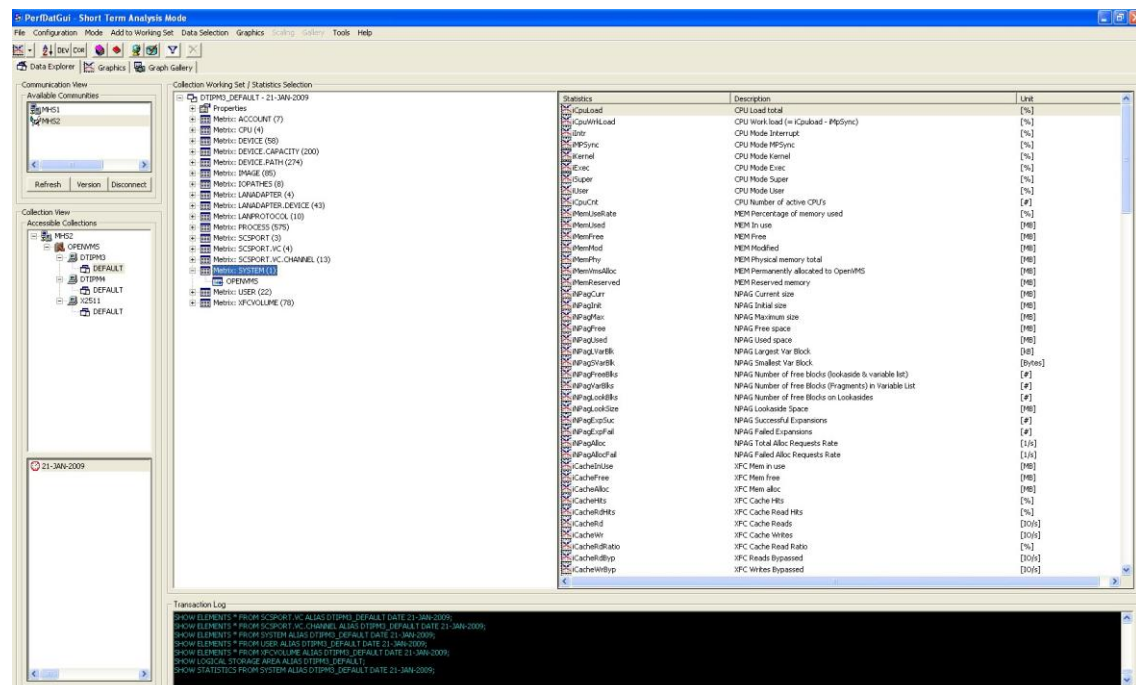 PerfDatGui - Short Term Analysis Mode
File Configuration Mode Add to Working Set Data Selection Graphics Scaling Gallery Tools Help
DEV COM
Data Explorer Graphics Graph Gallery
Communication View
Available Communities
MHS1
MHS2
Refresh Version Disconnect
Collection View
Accessible Collections
MHS2
OPENVMS
DTIPM3
DEFAULT
DTIPM4
DEFAULT
X2511
DEFAULT
21-JAN-2009
Collection Working Set / Statistics Selection
DTIPM3_DEFAULT - 21-JAN-2009
Properties
Metric: ACCOUNT (7)
Metric: CPU (4)
Metric: DEVICE (58)
Metric: DEVICE.CAPACITY (200)
Metric: DEVICE.PATH (274)
Metric: IMAGE (85)
Metric: IOPATHES (8)
Metric: LANADAPTER (4)
Metric: LANADAPTER.DEVICE (43)
Metric: LANPROTOCOL (10)
Metric: PROCESS (575)
Metric: SCSPORT (3)
Metric: SCSPORT.VC (4)
Metric: SCSPORT.VC.CHANNEL (13)
Metric: SYSTEM (1)
OPENVMS
Metric: USER (22)
Metric: XFCVOLUME (78)
Statistics Description Unit
iCpuLoad CPU Load total [%]
iCpuWrkLoad CPU Work load (= iCpuload - iMpSync) [%]
iIntr CPU Mode Interrupt [%]
iMPSync CPU Mode MPSync [%]
iKernel CPU Mode Kernel [%]
iExec CPU Mode Exec [%]
iSuper CPU Mode Super [%]
iUser CPU Mode User [%]
iCpuCnt CPU Number of active CPU's [#]
iMemUseRate MEM Percentage of memory used [%]
iMemUsed MEM In use [MB]
iMemFree MEM Free [MB]
iMemMod MEM Modified [MB]
iMemPhy MEM Physical memory total [MB]
iMemVmsAlloc MEM Permanently allocated to OpenVMS [MB]
iMemReserved MEM Reserved memory [MB]
iNPagCurr NPAG Current size [MB]
iNPagInit NPAG Initial size [MB]
iNPagMax NPAG Maximum size [MB]
iNPagFree NPAG Free space [MB]
iNPagUsed NPAG Used space [MB]
iNPagLVarBlk NPAG Largest Var Block [kB]
iNPagSVarBlk NPAG Smallest Var Block [Bytes]
iNPagFreeBlks NPAG Number of free blocks (lookaside & variable list) [#]
iNPagVarBlks NPAG Number of free Blocks (Fragments) in Variable List [#]
iNPagLookBlks NPAG Number of free Blocks on Lookasides [#]
iNPagLookSize NPAG Lookaside Space [MB]
iNPagExpSuc NPAG Successful Expansions [#]
iNPagExpFail NPAG Failed Expansions [#]
iNPagAlloc NPAG Total Alloc Requests Rate [1/s]
iNPagAllocFail NPAG Failed Alloc Requests Rate [1/s]
iCacheInUse XFC Mem in use [MB]
iCacheFree XFC Mem free [MB]
iCacheAlloc XFC Mem alloc [MB]
iCacheHits XFC Cache Hits [%]
iCacheRdHits XFC Cache Read Hits [%]
iCacheRd XFC Cache Reads [IO/s]
iCacheWr XFC Cache Writes [IO/s]
iCacheRdRatio XFC Cache Read Ratio [%]
iCacheRdByp XFC Reads Bypassed [IO/s]
iCacheWrByp XFC Writes Bypassed [IO/s]
Transaction Log
SHOW ELEMENTS * FROM SCSPORT.VC ALIAS DTIPM3_DEFAULT DATE 21-JAN-2009;
SHOW ELEMENTS * FROM SCSPORT.VC.CHANNEL ALIAS DTIPM3_DEFAULT DATE 21-JAN-2009;
SHOW ELEMENTS * FROM SYSTEM ALIAS DTIPM3_DEFAULT DATE 21-JAN-2009;
SHOW ELEMENTS * FROM USER ALIAS DTIPM3_DEFAULT DATE 21-JAN-2009;
SHOW ELEMENTS * FROM XFCVOLUME ALIAS DTIPM3_DEFAULT DATE 21-JAN-2009;
SHOW LOGICAL STORAGE AREA ALIAS DTIPM3_DEFAULT;
SHOW STATISTICS FROM SYSTEM ALIAS DTIPM3_DEFAULT DATE 21-JAN-2009;